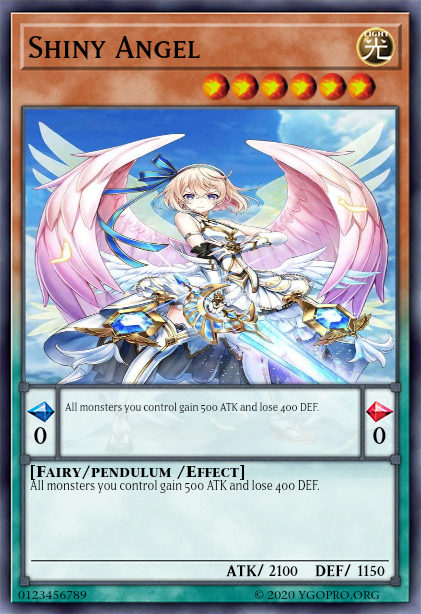 Shiny Angel
LIGHT
光
All monsters you control gain 500 ATK and lose 400 DEF.
0
0
[Fairy/pendulum /Effect]
All monsters you control gain 500 ATK and lose 400 DEF.
ATK/ 2100 DEF/ 1150
0123456789 © 2020 YGOPRO.ORG